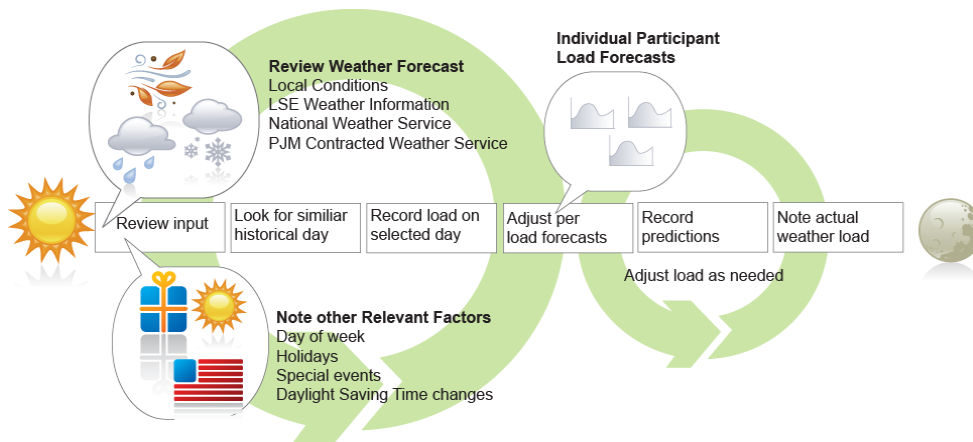 Review Weather Forecast
Local Conditions
LSE Weather Information
National Weather Service
PJM Contracted Weather Service
Individual Participant
Load Forecasts
Review input
Look for similiar
historical day
Record load on
selected day
Adjust per
load forecasts
Record
predictions
Note actual
weather load
Adjust load as needed
Note other Relevant Factors
Day of week
Holidays
Special events
Daylight Saving Time changes